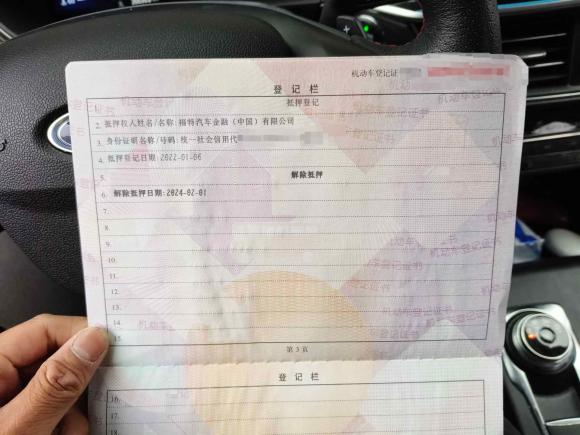 机动车登记证
登记栏
1. 抵押登记
2. 抵押权人姓名/名称:福特汽车金融（中国）有限公司
3. 身份证明名称/号码:统一社会信用代
4. 抵押登记日期:2022-01-06
5. 解除抵押
6. 解除抵押日期:2024-02-01
7.
8.
9.
10.
11.
12.
13.
14.
15.
第 3 页
登记栏
16.
17.
18.